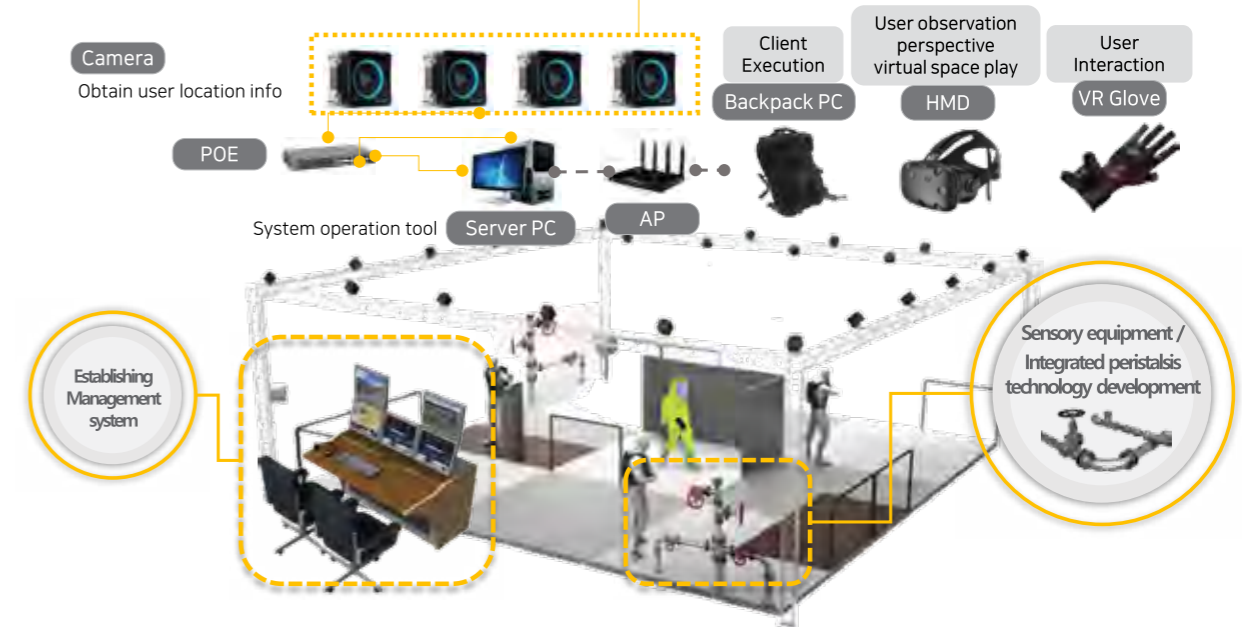 Camera
Obtain user location info
Client
Execution
User observation
perspective
virtual space play
User
Interaction
Backpack PC
HMD
VR Glove
POE
System operation tool
Server PC
AP
Establishing
Management
system
Sensory equipment /
Integrated peristalsis
technology development